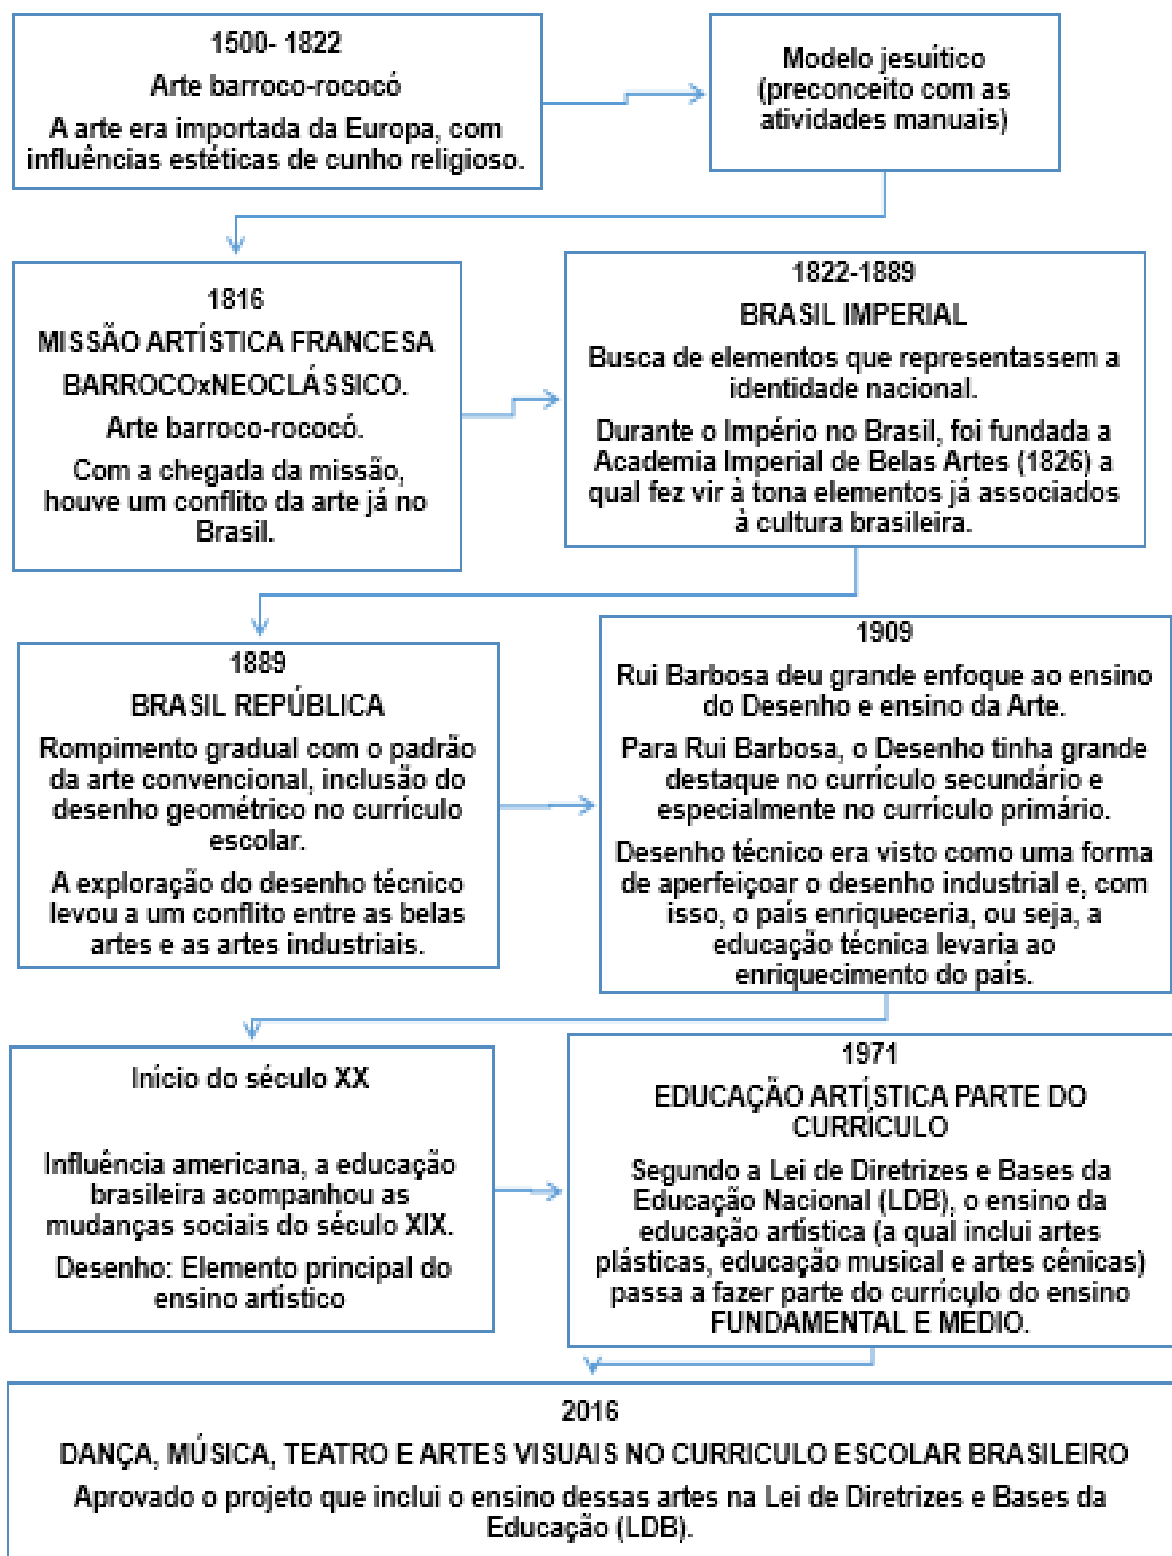 1500- 1822
Arte barroco-rococó
A arte era importada da Europa, com
influências estéticas de cunho religioso.
Modelo jesuítico
(preconceito com as
atividades manuais)
1816
MISSÃO ARTÍSTICA FRANCESA
BARROCOxNEOCLÁSSICO.
Arte barroco-rococó.
Com a chegada da missão,
houve um conflito da arte já no
Brasil.
1822-1889
BRASIL IMPERIAL
Busca de elementos que representassem a
identidade nacional.
Durante o Império no Brasil, foi fundada a
Academia Imperial de Belas Artes (1826) a
qual fez vir à tona elementos já associados
à cultura brasileira.
1889
BRASIL REPÚBLICA
Rompimento gradual com o padrão
da arte convencional, inclusão do
desenho geométrico no currículo
escolar.
A exploração do desenho técnico
levou a um conflito entre as belas
artes e as artes industriais.
1909
Rui Barbosa deu grande enfoque ao ensino
do Desenho e ensino da Arte.
Para Rui Barbosa, o Desenho tinha grande
destaque no currículo secundário e
especialmente no currículo primário.
Desenho técnico era visto como uma forma
de aperfeiçoar o desenho industrial e, com
isso, o país enriqueceria, ou seja, a
educação técnica levaria ao
enriquecimento do país.
Início do século XX
Influência americana, a educação
brasileira acompanhou as
mudanças sociais do século XIX.
Desenho: Elemento principal do
ensino artístico
1971
EDUCAÇÃO ARTÍSTICA PARTE DO
CURRÍCULO
Segundo a Lei de Diretrizes e Bases da
Educação Nacional (LDB), o ensino da
educação artística (a qual inclui artes
plásticas, educação musical e artes cênicas)
passa a fazer parte do currículo do ensino
FUNDAMENTAL E MÉDIO.
2016
DANÇA, MÚSICA, TEATRO E ARTES VISUAIS NO CURRICULO ESCOLAR BRASILEIRO
Aprovado o projeto que inclui o ensino dessas artes na Lei de Diretrizes e Bases da
Educação (LDB).